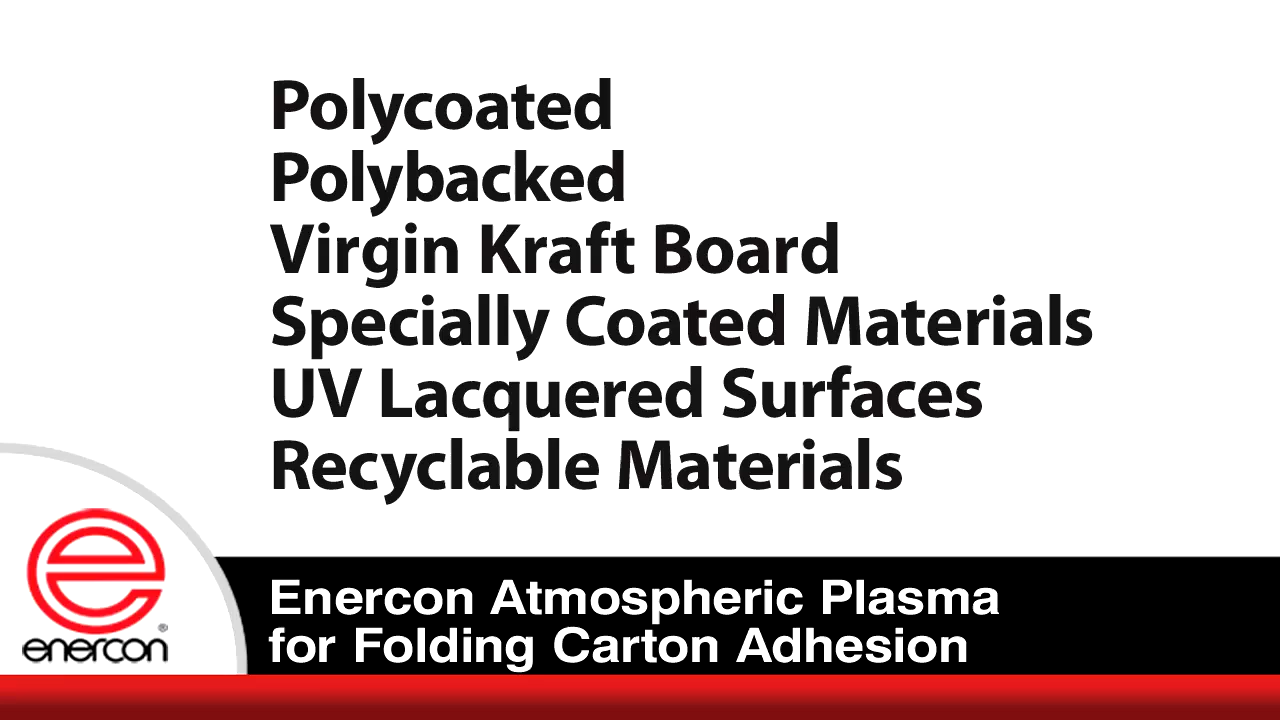 Polycoated
Polybacked
Virgin Kraft Board
Specially Coated Materials
UV Lacquered Surfaces
Recyclable Materials
Enercon Atmospheric Plasma
for Folding Carton Adhesion
enercon®